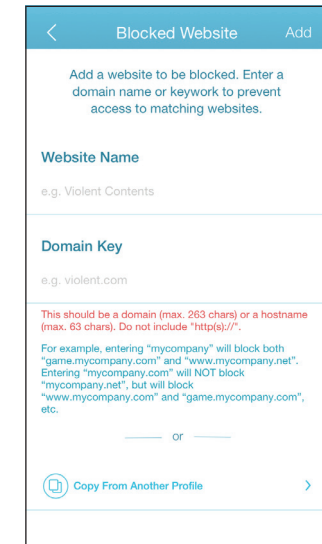 Blocked Website Add
Add a website to be blocked. Enter a
domain name or keywork to prevent
access to matching websites.
Website Name
e.g. Violent Contents
Domain Key
e.g. violent.com
This should be a domain (max. 263 chars) or a hostname
(max. 63 chars). Do not include "http(s)://".
For example, entering "mycompany" will block both
"game.mycompany.com" and "www.mycompany.net".
Entering "mycompany.com" will NOT block
"mycompany.net", but will block
"www.mycompany.com" and "game.mycompany.com",
etc.
or
Copy From Another Profile